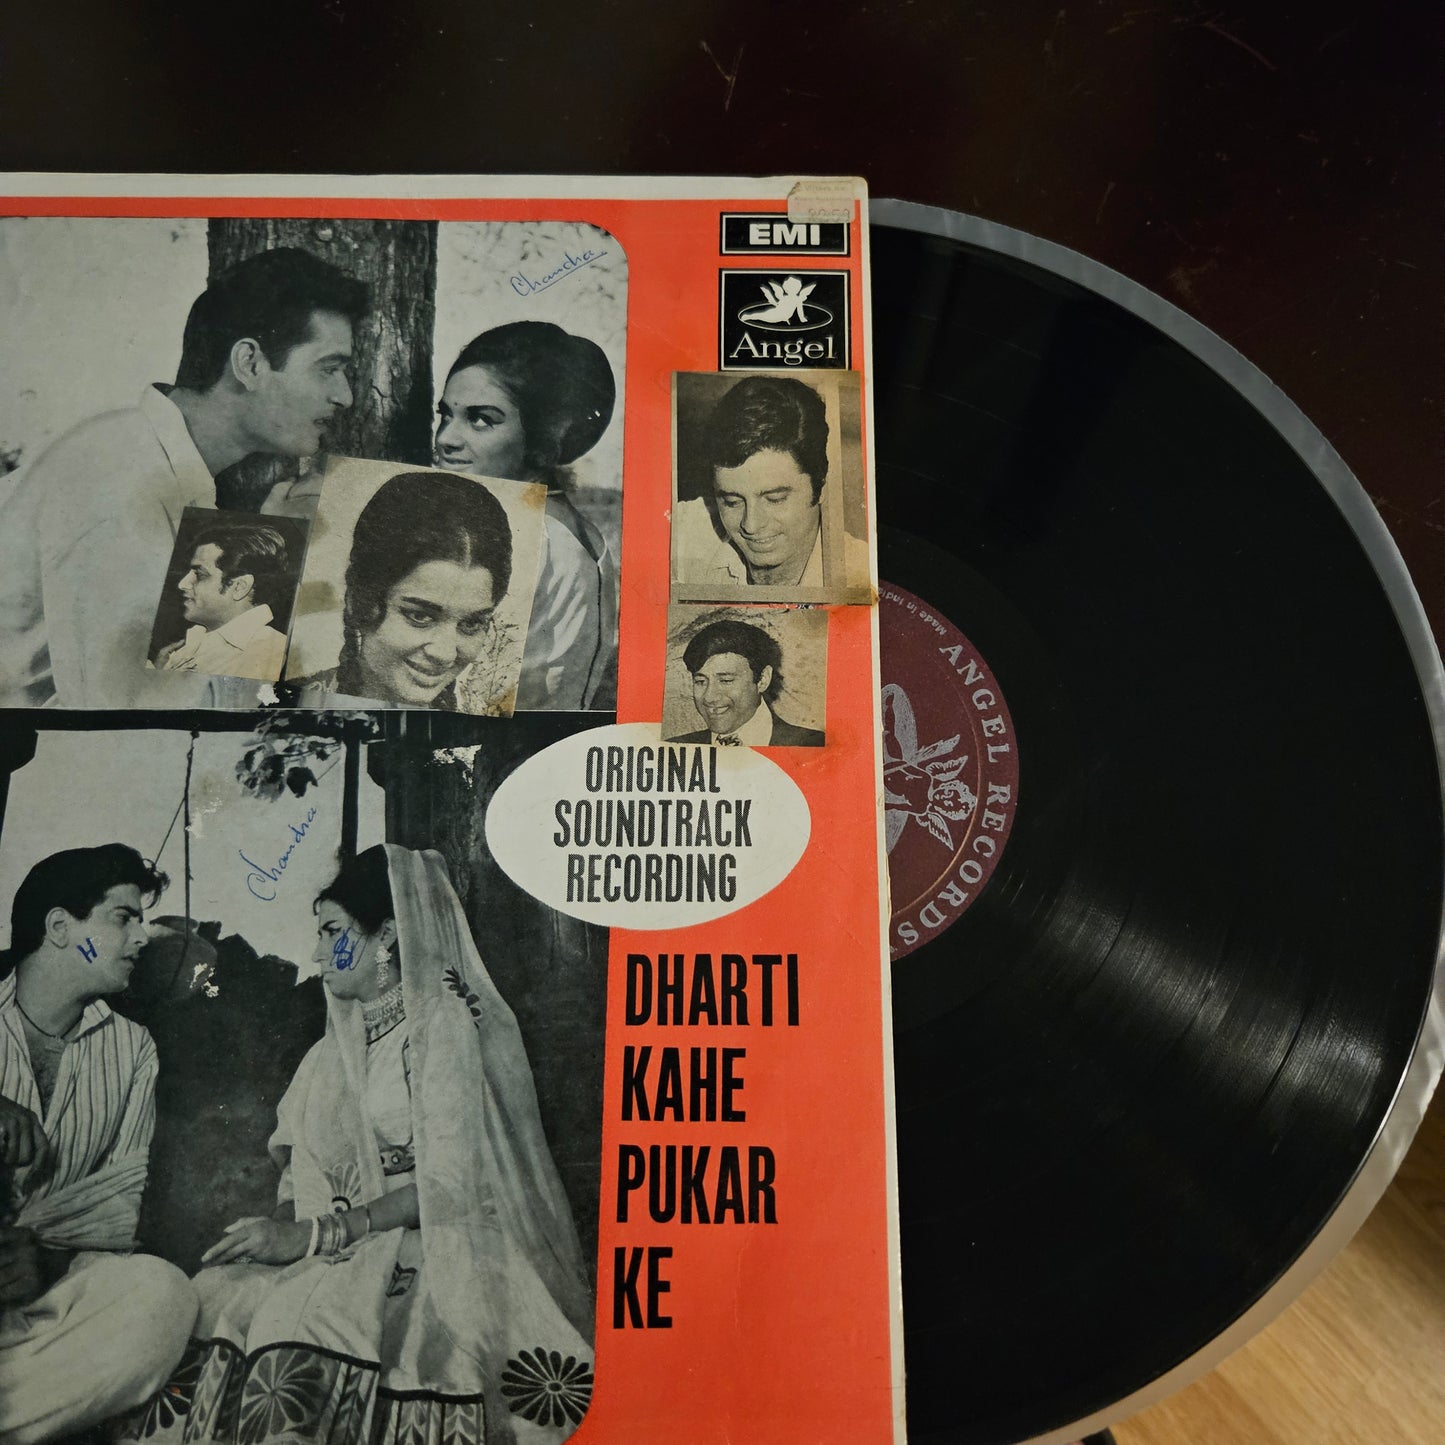 EMI
Angel
Chandra
ORIGINAL
SOUNDTRACK
RECORDING
Chandra
H
DHARTI
KAHE
PUKAR
KE
Made in India
ANGEL RECORDS